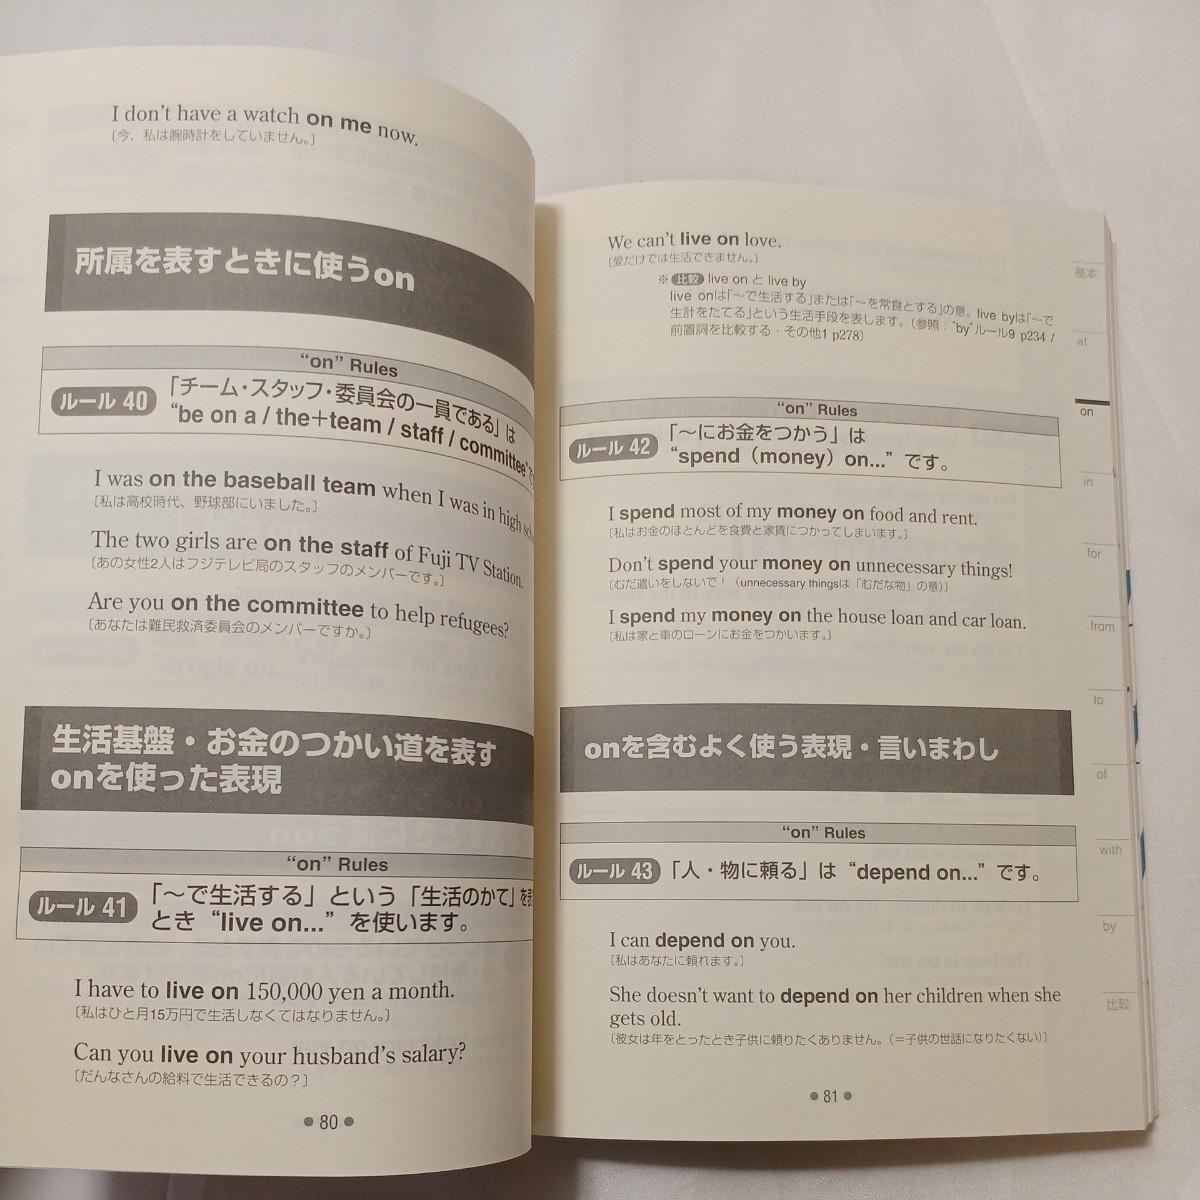 I don't have a watch on me now.
〔今、私は腕時計をしていません。〕
所属を表すときに使うon
"on" Rules
ルール 40
「チーム・スタッフ・委員会の一員である」は
"be on a / the+team / staff / committee"で
I was on the baseball team when I was in high
〔私は高校時代、野球部にいました。〕
The two girls are on the staff of Fuji TV Station.
〔あの女性2人はフジテレビ局のスタッフのメンバーです。〕
Are you on the committee to help refugees?
〔あなたは難民救済委員会のメンバーですか。〕
生活基盤・お金のつかい道を表す
onを使った表現
"on" Rules
ルール 41
「〜で生活する」という「生活のかて」を表
とき "live on..." を使います。
I have to live on 150,000 yen a month.
〔私はひと月15万円で生活しなくてはなりません。〕
Can you live on your husband's salary?
〔だんなさんの給料で生活できるの？〕
● 80 ●
We can't live on love.
〔愛だけでは生活できません。〕
※ 比較 live on と live by
live onは「〜で生活する」または「〜を常食とする」の意。live byは「〜で
生計をたてる」という生活手段を表します。（参照："by"ルール9 p234 /
前置詞を比較する・その他1 p278）
"on" Rules
ルール 42
「〜にお金をつかう」は
"spend（money）on..." です。
I spend most of my money on food and rent.
〔私はお金のほとんどを食費と家賃につかってしまいます。〕
Don't spend your money on unnecessary things!
〔むだ遣いをしないで！（unnecessary thingsは「むだな物」の意）〕
I spend my money on the house loan and car loan.
〔私は家と車のローンにお金をつかいます。〕
onを含むよく使う表現・言いまわし
"on" Rules
ルール 43
「人・物に頼る」は "depend on..." です。
I can depend on you.
〔私はあなたに頼れます。〕
She doesn't want to depend on her children when she
gets old.
〔彼女は年をとったとき子供に頼りたくありません。（＝子供の世話になりたくない）〕
● 81 ●
基本
at
on
in
for
from
to
of
with
by
比較